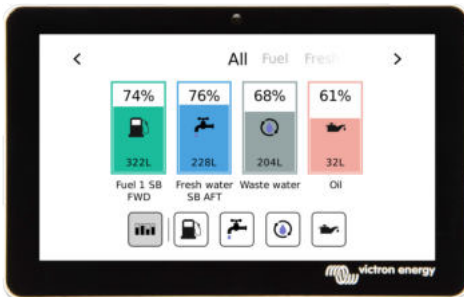 < All Fuel Fresh >
74% 76% 68% 61%
322L 228L 204L 32L
Fuel 1 SB Fresh water Waste water Oil
FWD SB AFT
victron energy